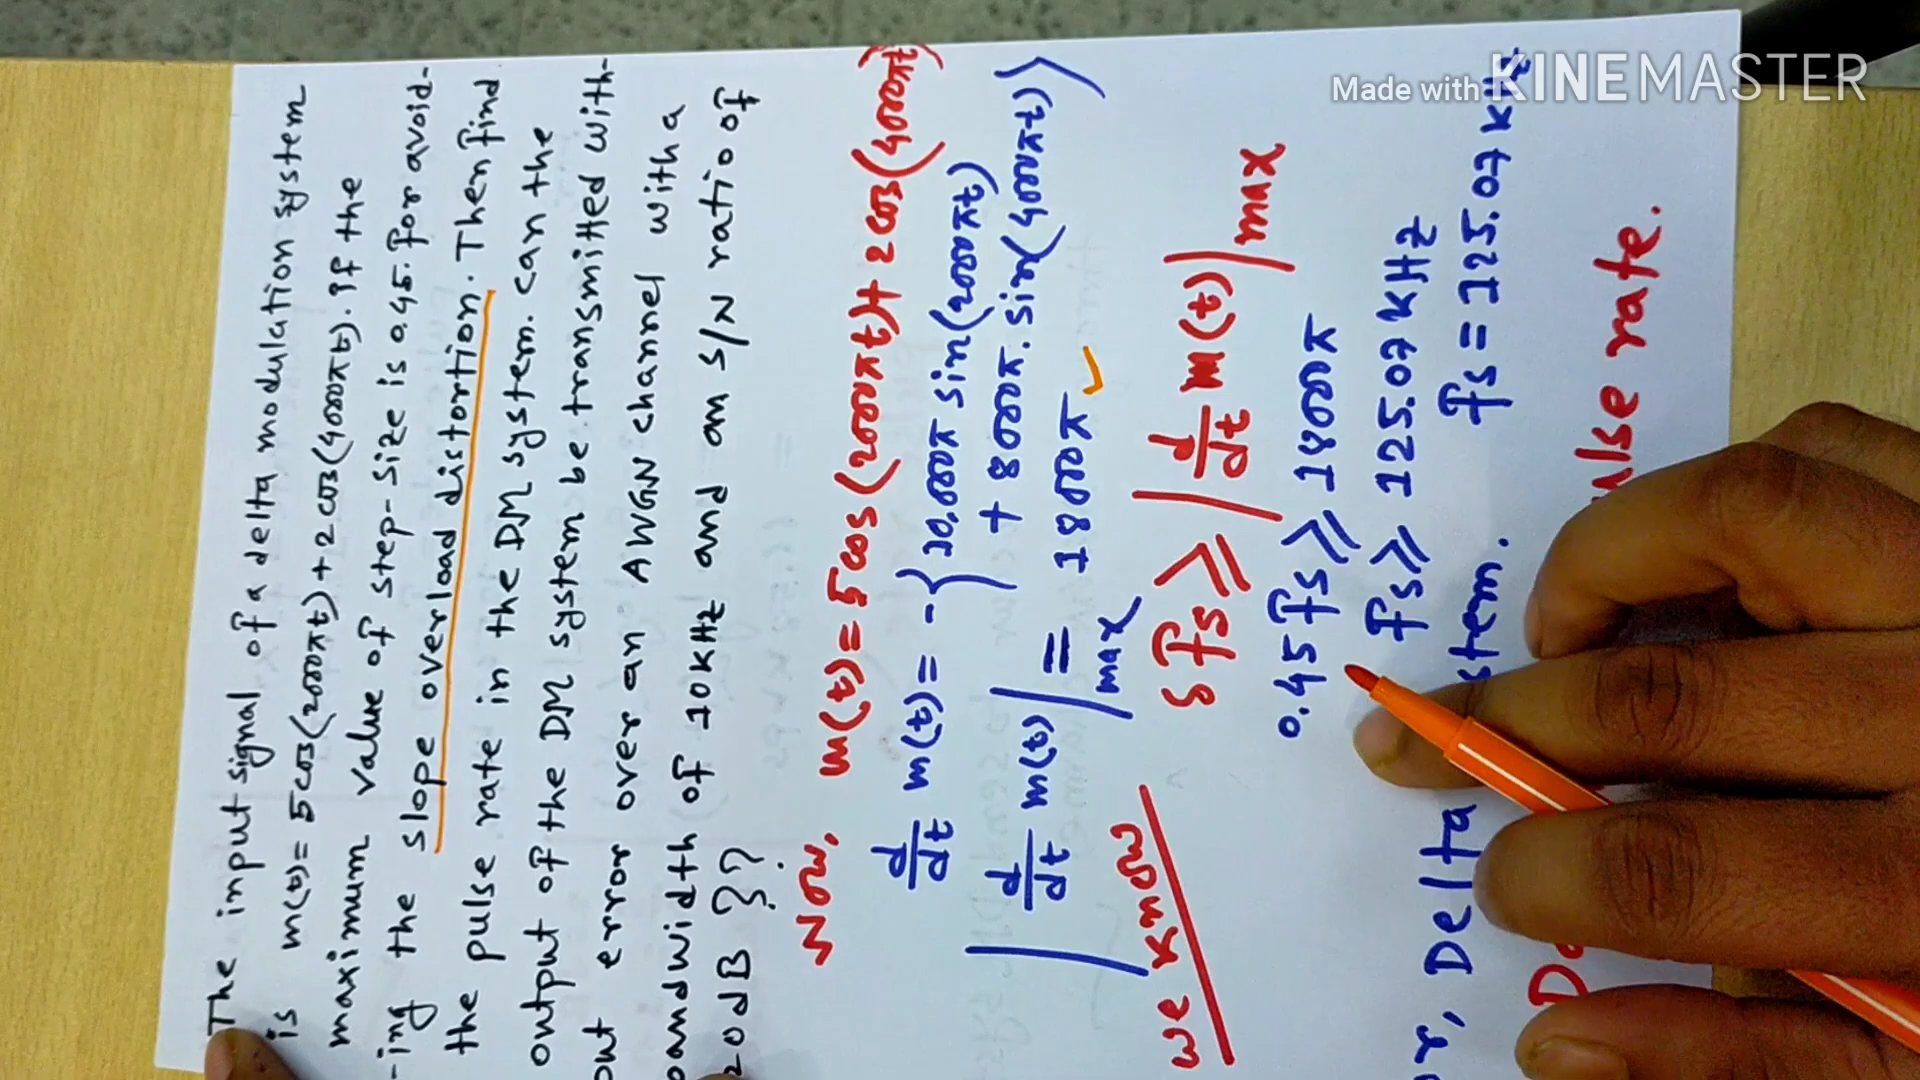 The input signal of a delta modulation system
is m(t) = 5cos(2000πt) + 2cos(4000πt). If the
maximum value of step-size is 0.45. For avoid-
-ing the slope overload distortion. Then find
the pulse rate in the DM system. can the
output of the DM system be transmitted with-
out error over an AWGN channel with a
bandwidth of 10kHz and an S/N ratio of
20dB ??
Now, m(t) = 5cos(2000πt) + 2cos(4000πt)
d/dt m(t) = -{10,000π sin(2000πt)
+ 8000π.sin(4000πt)}
|d/dt m(t)|max = 18000π ✓
we know
δfs ≥ |d/dt m(t)|max
0.45fs ≥ 18000π
fs ≥ 125.07 kHz
fs = 125.07 kHz
Delta stem.
rate.
Made with KINEMASTER